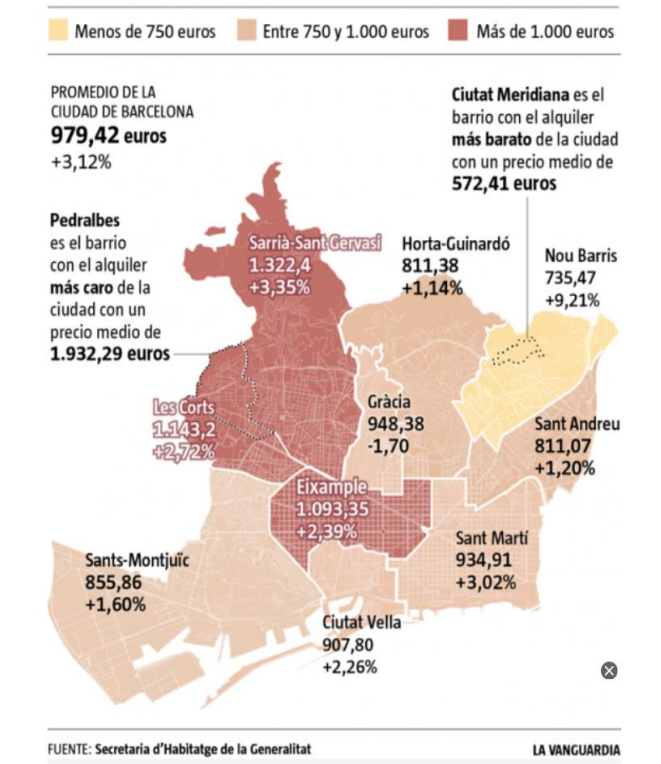 Menos de 750 euros
Entre 750 y 1.000 euros
Más de 1.000 euros
PROMEDIO DE LA
CIUDAD DE BARCELONA
979,42 euros
+3,12%
Ciutat Meridiana es el
barrio con el alquiler
más barato de la ciudad
con un precio medio de
572,41 euros
Pedralbes
es el barrio
con el alquiler
más caro de la
ciudad con un
precio medio de
1.932,29 euros
Sarrià-Sant Gervasi
1.322,4
+3,35%
Horta-Guinardó
811,38
+1,14%
Nou Barris
735,47
+9,21%
Les Corts
1.143,2
+2,72%
Gràcia
948,38
-1,70
Sant Andreu
811,07
+1,20%
Eixample
1.093,35
+2,39%
Sant Martí
934,91
+3,02%
Sants-Montjuïc
855,86
+1,60%
Ciutat Vella
907,80
+2,26%
FUENTE: Secretaria d'Habitatge de la Generalitat
LA VANGUARDIA